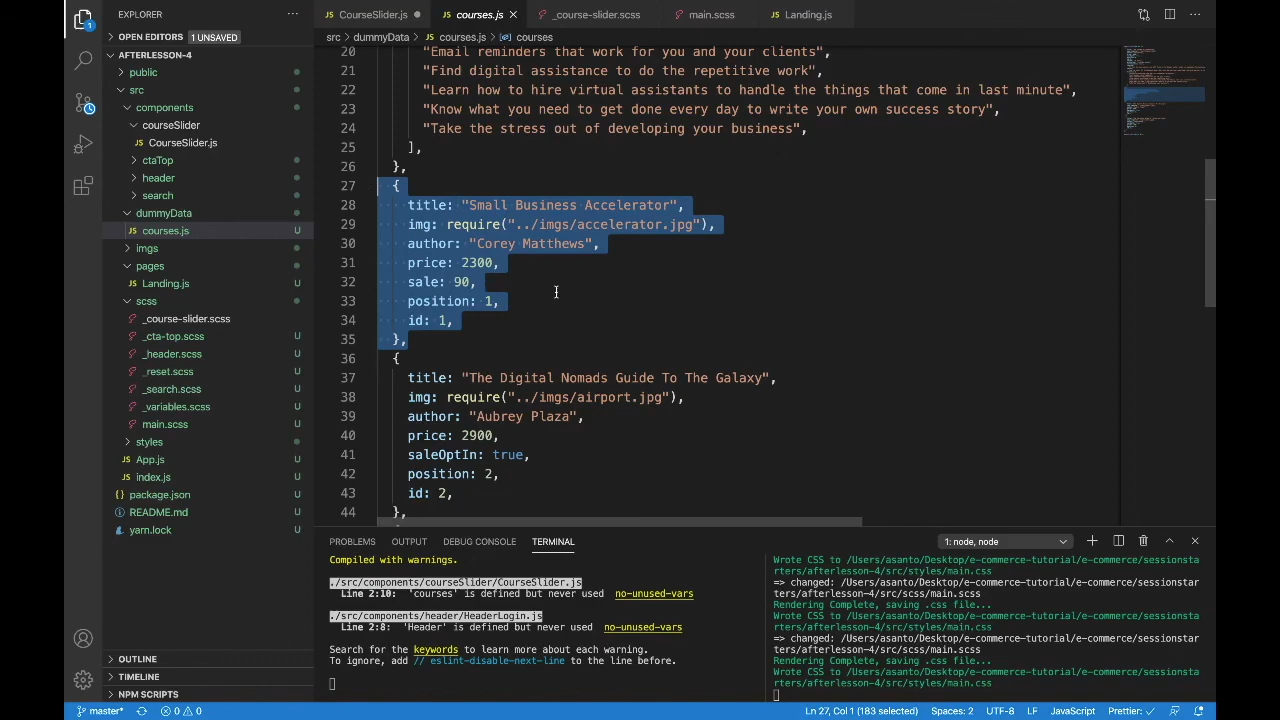 EXPLORER
CourseSlider.js
courses.js
_course-slider.scss
main.scss
Landing.js
OPEN EDITORS 1 UNSAVED
src > dummyData > courses.js > courses
AFTERLESSON-4
public
src
components
courseSlider
CourseSlider.js
ctaTop
header
search
dummyData
courses.js U
imgs
pages
Landing.js U
scss
_course-slider.scss
_cta-top.scss U
_header.scss U
_reset.scss U
_search.scss U
_variables.scss U
main.scss U
styles
App.js U
index.js U
package.json U
README.md U
yarn.lock U
OUTLINE
TIMELINE
NPM SCRIPTS
20 "Email reminders that work for you and your clients",
21 "Find digital assistance to do the repetitive work",
22 "Learn how to hire virtual assistants to handle the things that come in last minute",
23 "Know what you need to get done every day to write your own success story",
24 "Take the stress out of developing your business",
25 ],
26 },
27 {
28 title: "Small Business Accelerator",
29 img: require("../imgs/accelerator.jpg"),
30 author: "Corey Matthews",
31 price: 2300,
32 sale: 90,
33 position: 1,
34 id: 1,
35 },
36 {
37 title: "The Digital Nomads Guide To The Galaxy",
38 img: require("../imgs/airport.jpg"),
39 author: "Aubrey Plaza",
40 price: 2900,
41 saleOptIn: true,
42 position: 2,
43 id: 2,
44 },
PROBLEMS OUTPUT DEBUG CONSOLE TERMINAL
1: node, node
Compiled with warnings.
./src/components/courseSlider/CourseSlider.js
Line 2:10: 'courses' is defined but never used no-unused-vars
./src/components/header/HeaderLogin.js
Line 2:8: 'Header' is defined but never used no-unused-vars
Search for the keywords to learn more about each warning.
To ignore, add // eslint-disable-next-line to the line before.
Wrote CSS to /Users/asanto/Desktop/e-commerce-tutorial/e-commerce/sessionsta
rters/afterlesson-4/src/styles/main.css
=> changed: /Users/asanto/Desktop/e-commerce-tutorial/e-commerce/sessionstar
ters/afterlesson-4/src/scss/main.scss
Rendering Complete, saving .css file...
Wrote CSS to /Users/asanto/Desktop/e-commerce-tutorial/e-commerce/sessionsta
rters/afterlesson-4/src/styles/main.css
=> changed: /Users/asanto/Desktop/e-commerce-tutorial/e-commerce/sessionstar
ters/afterlesson-4/src/scss/main.scss
Rendering Complete, saving .css file...
Wrote CSS to /Users/asanto/Desktop/e-commerce-tutorial/e-commerce/sessionsta
rters/afterlesson-4/src/styles/main.css
master* 0 0
Ln 27, Col 1 (183 selected) Spaces: 2 UTF-8 LF JavaScript Prettier: ✓